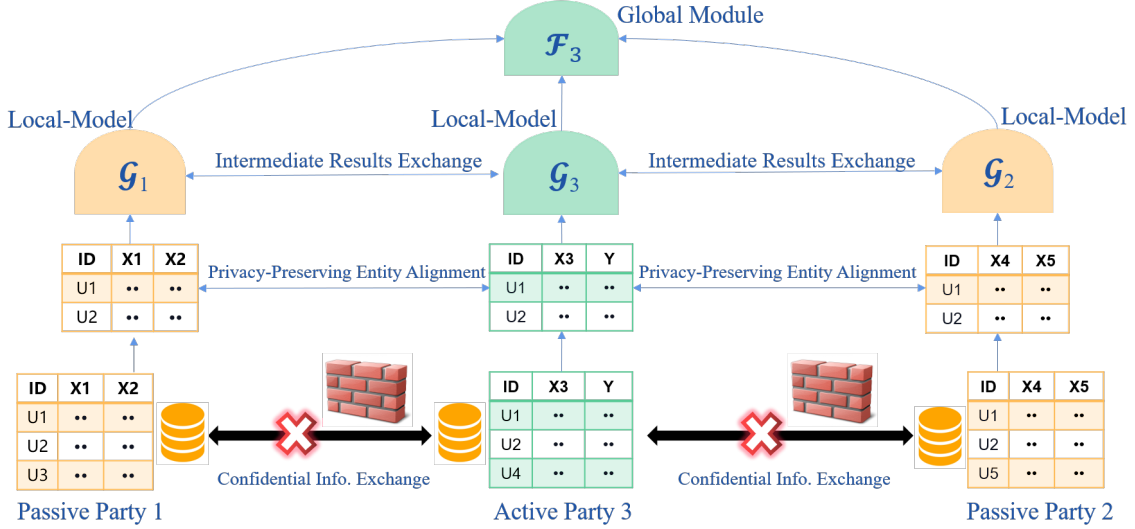 Global Module
𝓕3
Local-Model
Local-Model
Local-Model
𝓖1
Intermediate Results Exchange
𝓖3
Intermediate Results Exchange
𝓖2
ID X1 X2
U1 •• ••
U2 •• ••
Privacy-Preserving Entity Alignment
ID X3 Y
U1 •• ••
U2 •• ••
Privacy-Preserving Entity Alignment
ID X4 X5
U1 •• ••
U2 •• ••
ID X1 X2
U1 •• ••
U2 •• ••
U3 •• ••
Confidential Info. Exchange
ID X3 Y
U1 •• ••
U2 •• ••
U4 •• ••
Confidential Info. Exchange
ID X4 X5
U1 •• ••
U2 •• ••
U5 •• ••
Passive Party 1
Active Party 3
Passive Party 2